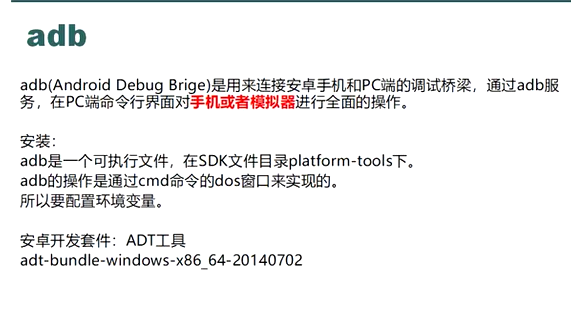 adb
adb(Android Debug Brige)是用来连接安卓手机和PC端的调试桥梁，通过adb服
务，在PC端命令行界面对手机或者模拟器进行全面的操作。
安装：
adb是一个可执行文件，在SDK文件目录platform-tools下。
adb的操作是通过cmd命令的dos窗口来实现的。
所以要配置环境变量。
安卓开发套件：ADT工具
adt-bundle-windows-x86_64-20140702